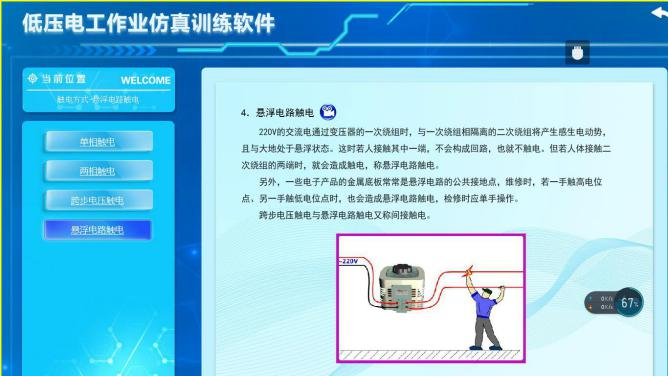 低压电工作业仿真训练软件
当前位置 WELCOME
触电方式-悬浮电路触电
单相触电
两相触电
跨步电压触电
悬浮电路触电
4．悬浮电路触电
220V的交流电通过变压器的一次绕组时，与一次绕组相隔离的二次绕组将产生感生电动势，
且与大地处于悬浮状态。这时若人接触其中一端，不会构成回路，也就不触电。但若人体接触二
次绕组的两端时，就会造成触电，称悬浮电路触电。
另外，一些电子产品的金属底板常常是悬浮电路的公共接地点，维修时，若一手触高电位
点、另一手触低电位点时，也会造成悬浮电路触电，检修时应单手操作。
跨步电压触电与悬浮电路触电又称间接触电。
~220V
0K/s
0K/s
67%